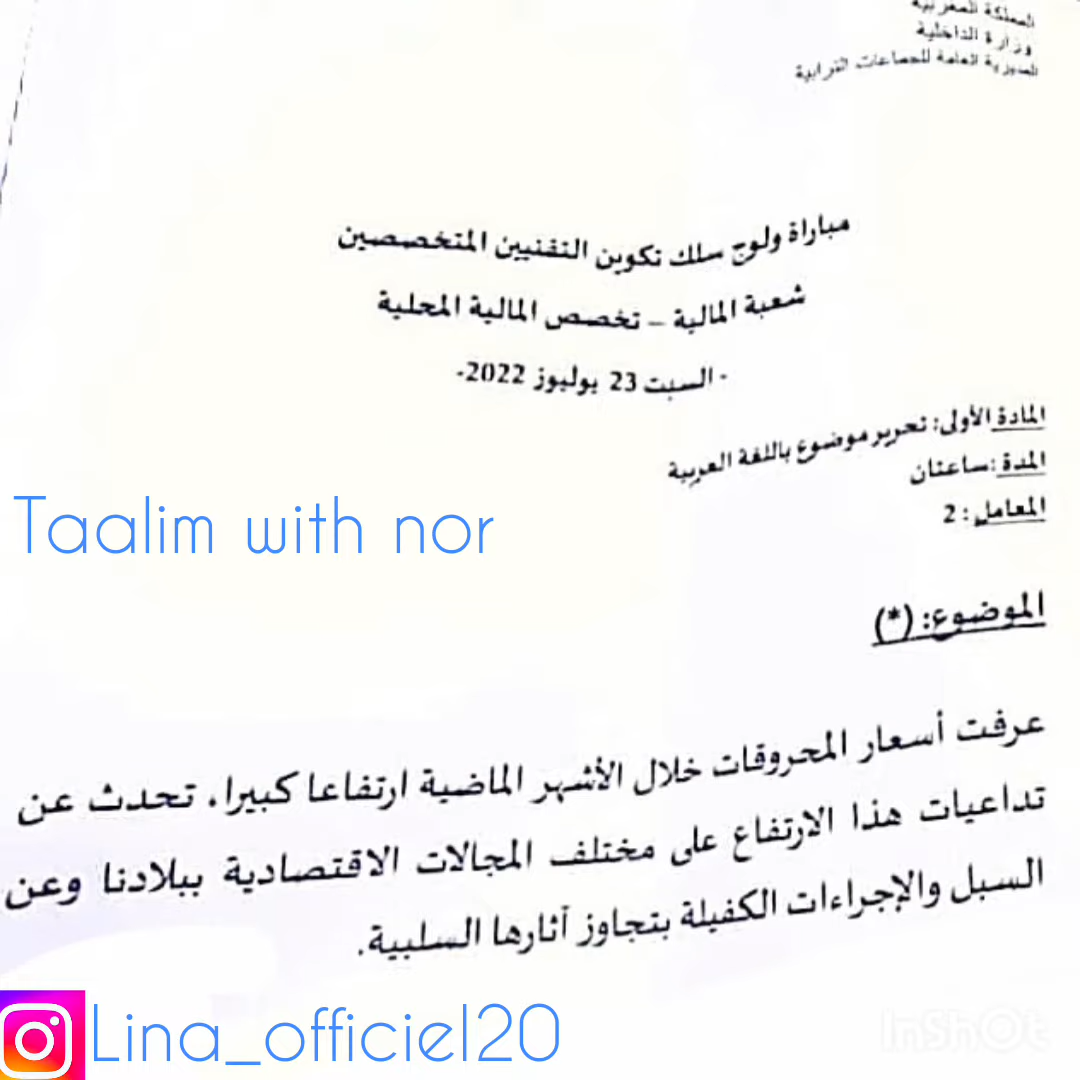 المملكة المغربية
وزارة الداخلية
المديرية العامة للجماعات الترابية
مباراة ولوج سلك تكوين التقنيين المتخصصين
شعبة المالية – تخصص المالية المحلية
- السبت 23 يوليوز 2022-
المادة الأولى: تحرير موضوع باللغة العربية
المدة :ساعتان
المعامل : 2
Taalim with nor
الموضوع: (*)
عرفت أسعار المحروقات خلال الأشهر الماضية ارتفاعا كبيرا، تحدث عن
تداعيات هذا الارتفاع على مختلف المجالات الاقتصادية ببلادنا وعن
السبل والإجراءات الكفيلة بتجاوز آثارها السلبية.
Lina_officiel20
InShOt